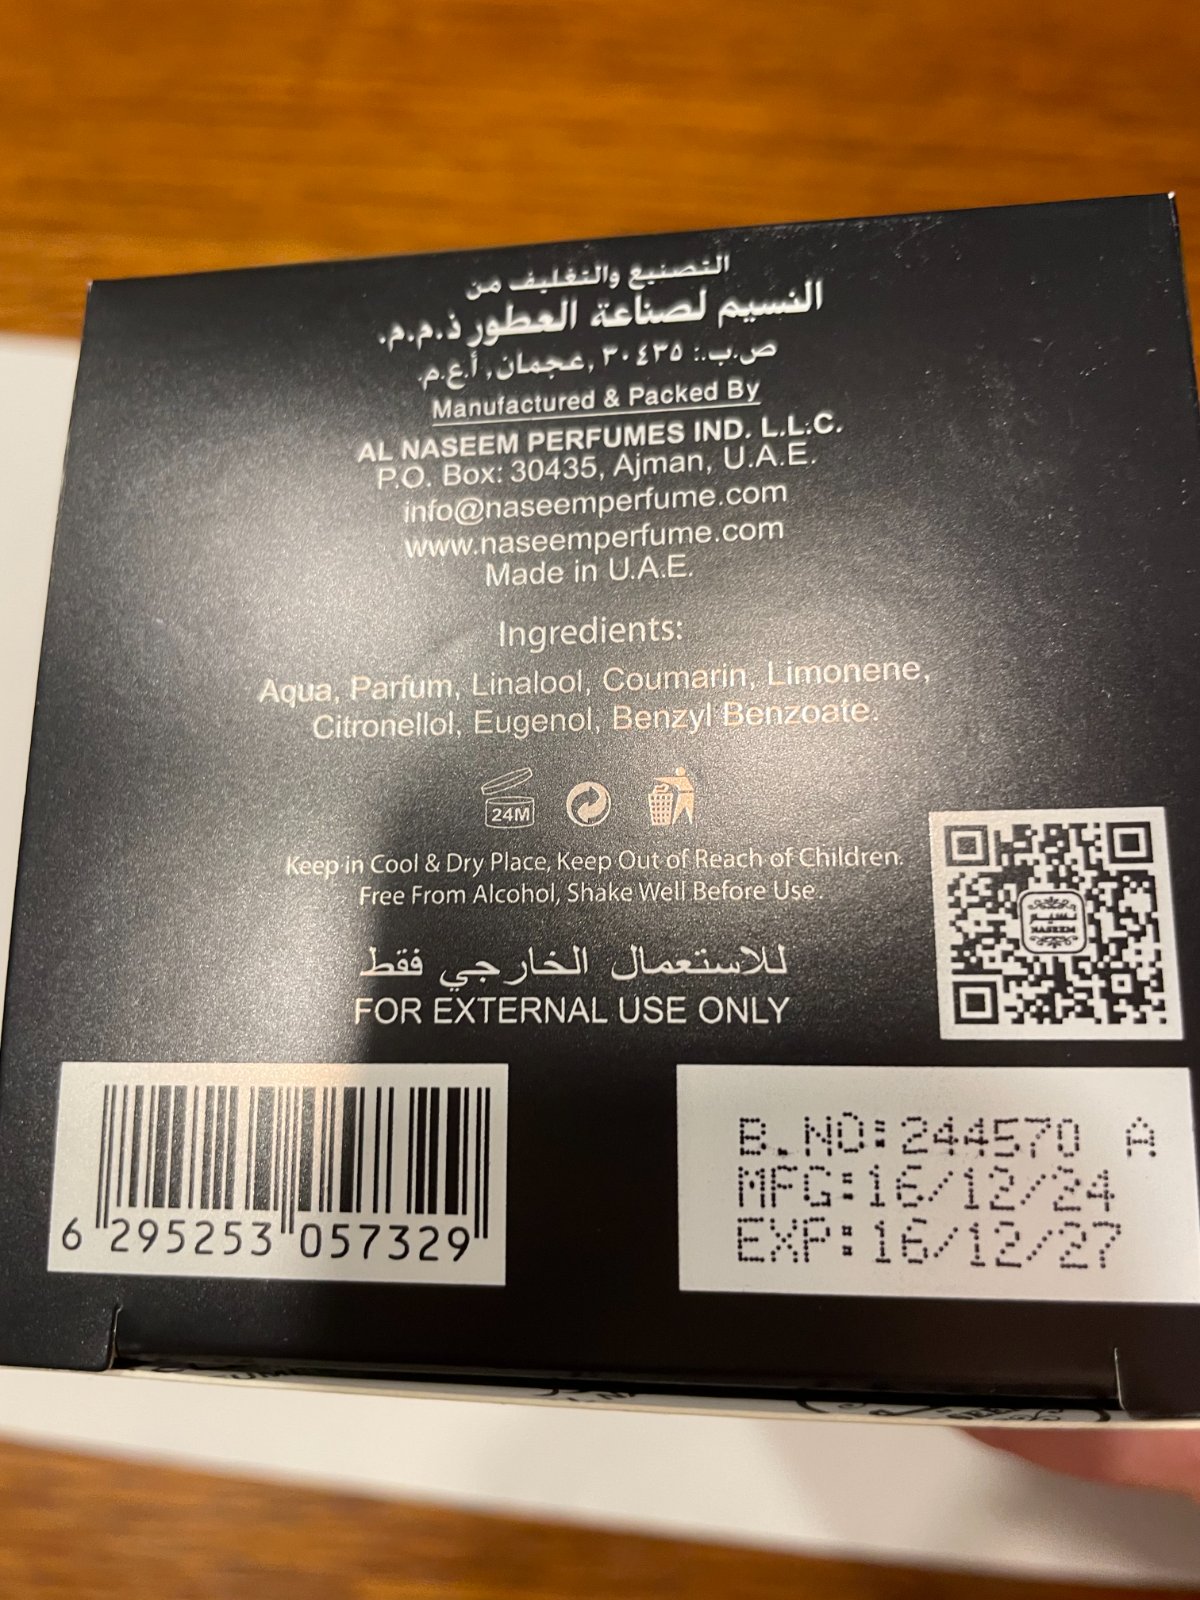 التصنيع والتغليف من
النسيم لصناعة العطور ذ.م.م.
ص.ب.: ٣٠٤٣٥ ,عجمان, أ.ع.م.
Manufactured & Packed By
AL NASEEM PERFUMES IND. L.L.C.
P.O. Box: 30435, Ajman, U.A.E.
info@naseemperfume.com
www.naseemperfume.com
Made in U.A.E.
Ingredients:
Aqua, Parfum, Linalool, Coumarin, Limonene,
Citronellol, Eugenol, Benzyl Benzoate.
24M
Keep in Cool & Dry Place, Keep Out of Reach of Children.
Free From Alcohol, Shake Well Before Use.
نسيم
NASEEM
للاستعمال الخارجي فقط
FOR EXTERNAL USE ONLY
6 295253 057329
B.NO:244570 A
MFG:16/12/24
EXP:16/12/27